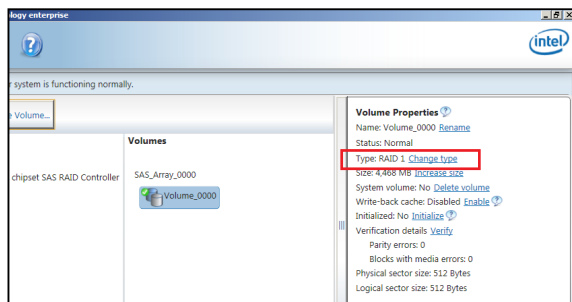 ology enterprise
intel
r system is functioning normally.
e Volume...
Volumes
chipset SAS RAID Controller
SAS_Array_0000
Volume_0000
Volume Properties
Name: Volume_0000 Rename
Status: Normal
Type: RAID 1 Change type
Size: 4,468 MB Increase size
System volume: No Delete volume
Write-back cache: Disabled Enable
Initialized: No Initialize
Verification details Verify
Parity errors: 0
Blocks with media errors: 0
Physical sector size: 512 Bytes
Logical sector size: 512 Bytes